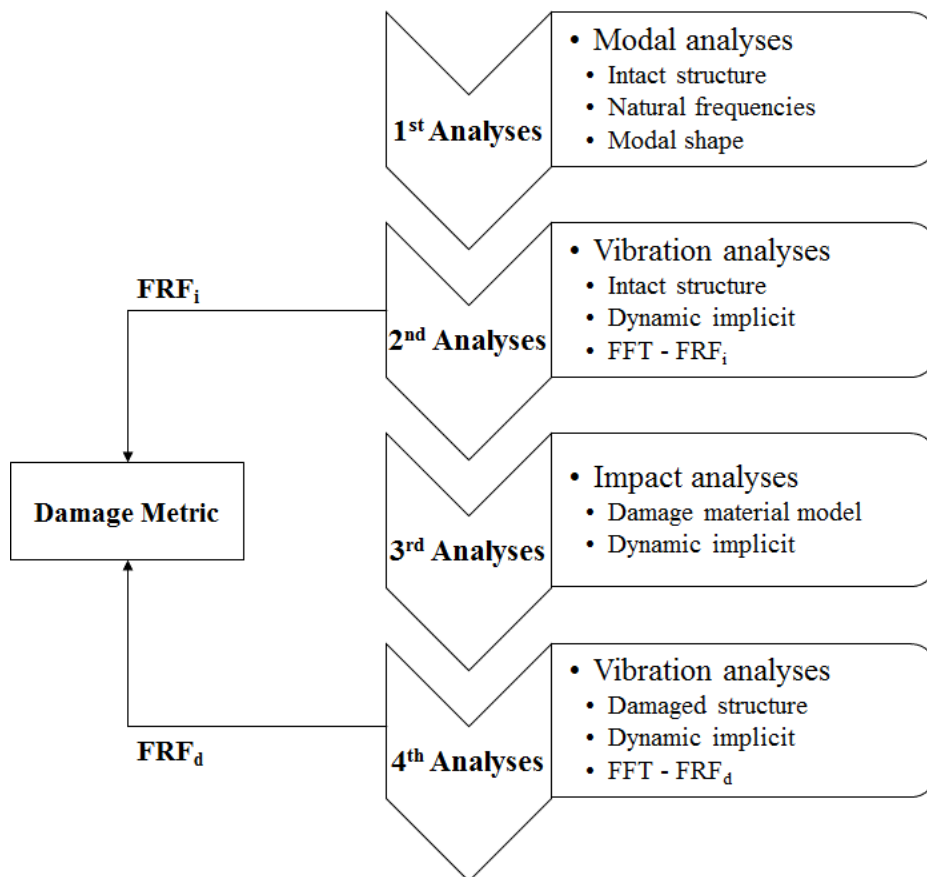 1st Analyses
• Modal analyses
• Intact structure
• Natural frequencies
• Modal shape
2nd Analyses
• Vibration analyses
• Intact structure
• Dynamic implicit
• FFT - FRFi
FRFi
Damage Metric
3rd Analyses
• Impact analyses
• Damage material model
• Dynamic implicit
4th Analyses
• Vibration analyses
• Damaged structure
• Dynamic implicit
• FFT - FRFd
FRFd